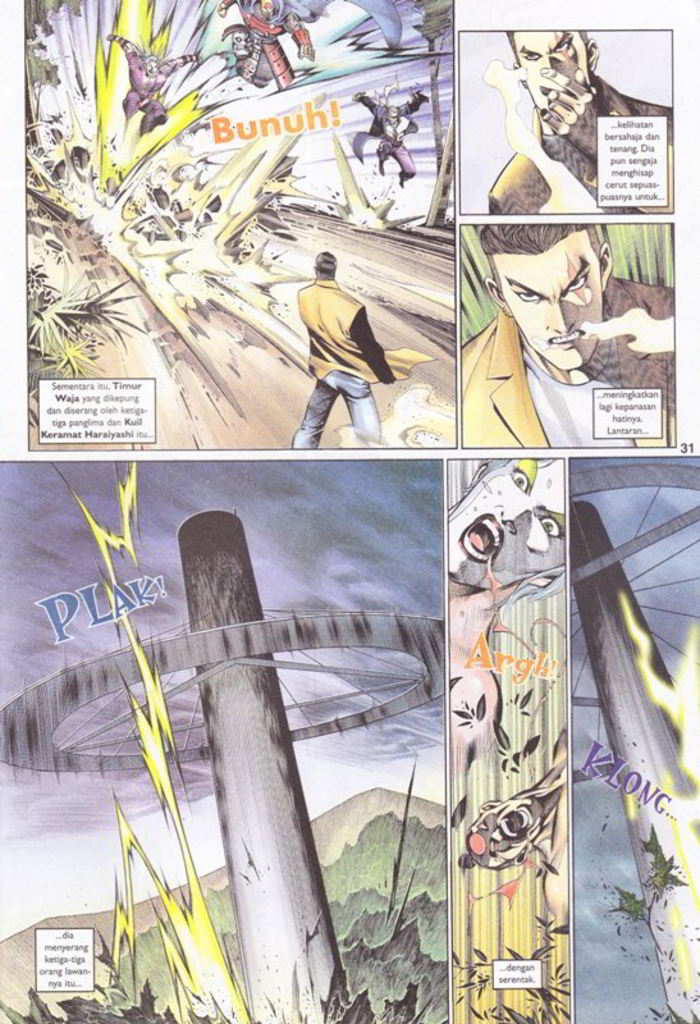 Bunuh!
Sementara itu, Timur
Waja yang dikepung
dan diserang oleh ketiga-
tiga panglima dan Kuil
Keramat Haraiyashi itu...
...kelihatan
bersahaja dan
tenang. Dia
pun sengaja
menghisap
cerut sepuas-
puasnya untuk...
...meningkatkan
lagi kepanasan
hatinya.
Lantaran...
31
PLAK!
...dia
menyerang
ketiga-tiga
orang lawan-
nya itu...
Argh!
...dengan
serentak.
KLONG...